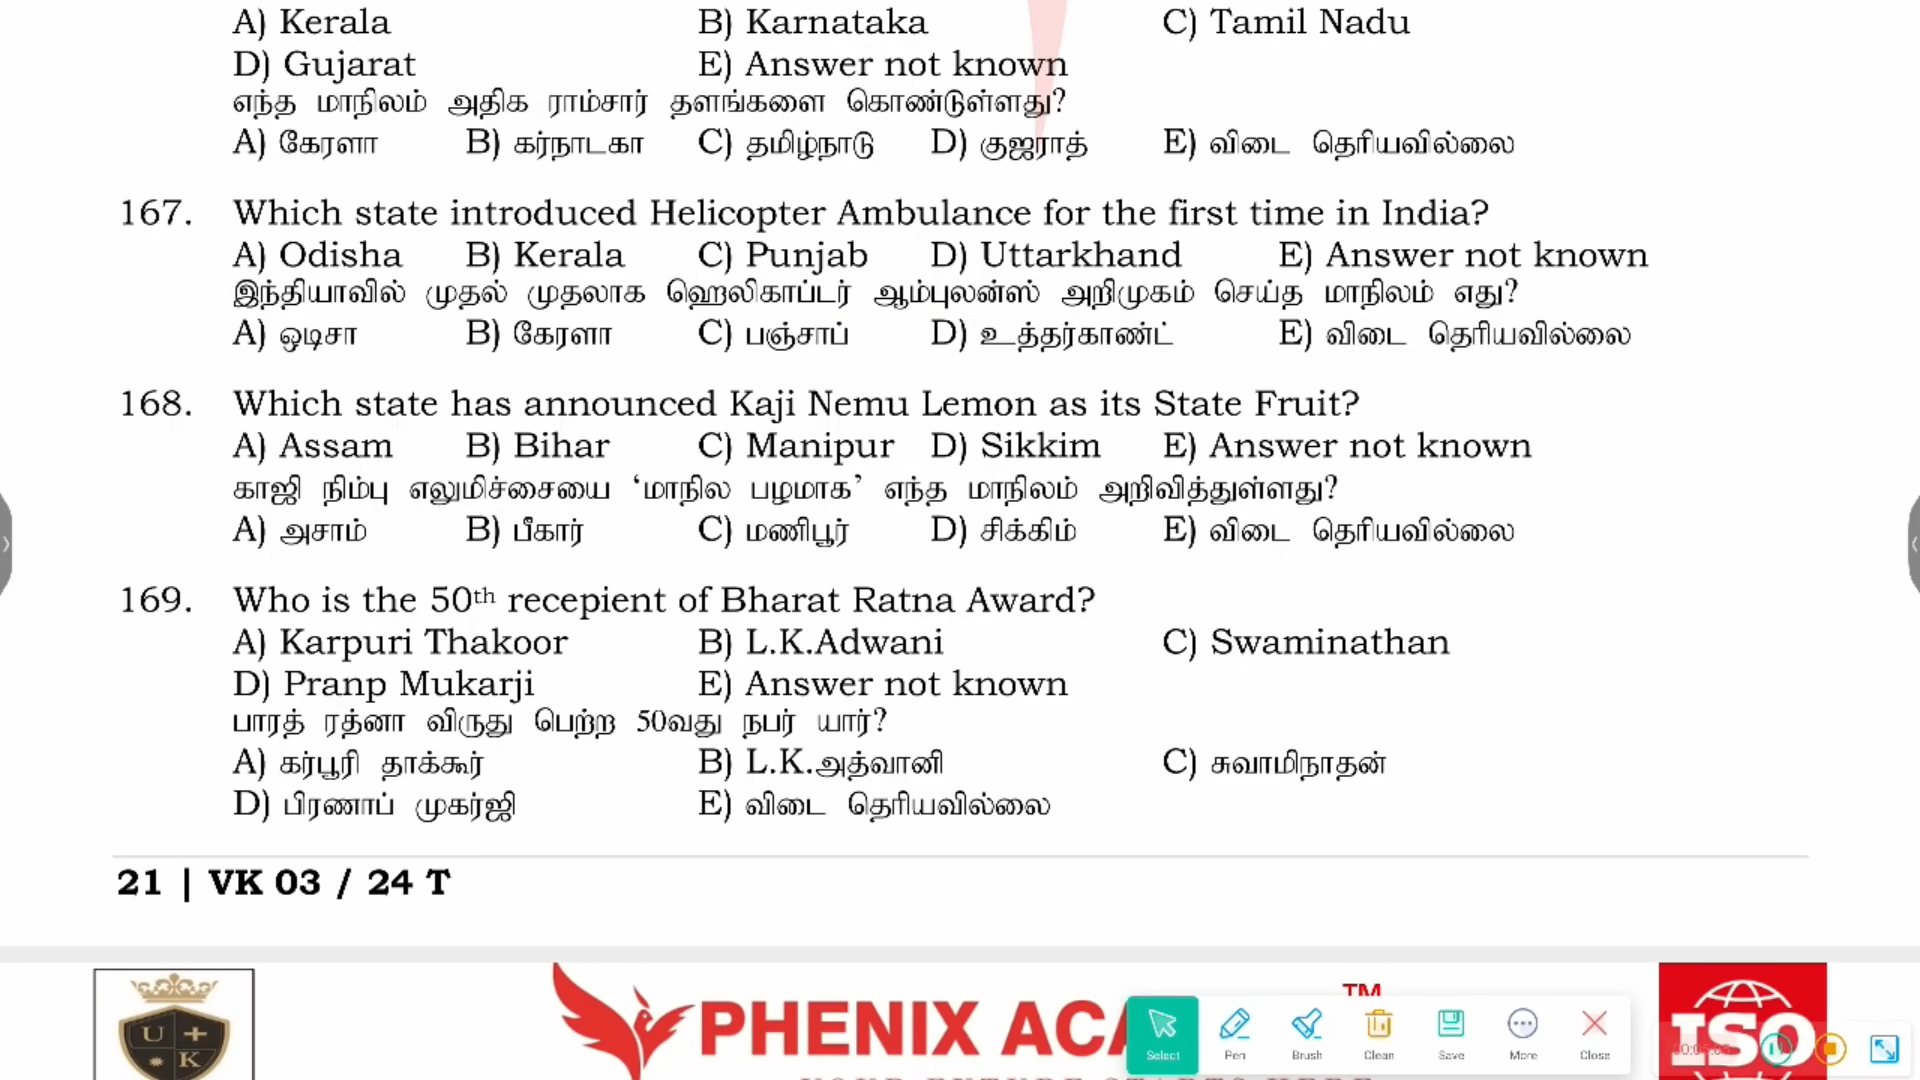 A) Kerala B) Karnataka C) Tamil Nadu
D) Gujarat E) Answer not known
எந்த மாநிலம் அதிக ராம்சார் தளங்களை கொண்டுள்ளது?
A) கேரளா B) கர்நாடகா C) தமிழ்நாடு D) குஜராத் E) விடை தெரியவில்லை
167. Which state introduced Helicopter Ambulance for the first time in India?
A) Odisha B) Kerala C) Punjab D) Uttarkhand E) Answer not known
இந்தியாவில் முதல் முதலாக ஹெலிகாப்டர் ஆம்புலன்ஸ் அறிமுகம் செய்த மாநிலம் எது?
A) ஒடிசா B) கேரளா C) பஞ்சாப் D) உத்தர்காண்ட் E) விடை தெரியவில்லை
168. Which state has announced Kaji Nemu Lemon as its State Fruit?
A) Assam B) Bihar C) Manipur D) Sikkim E) Answer not known
காஜி நிம்பு எலுமிச்சையை ‘மாநில பழமாக’ எந்த மாநிலம் அறிவித்துள்ளது?
A) அசாம் B) பீகார் C) மணிபூர் D) சிக்கிம் E) விடை தெரியவில்லை
169. Who is the 50th recepient of Bharat Ratna Award?
A) Karpuri Thakoor B) L.K.Adwani C) Swaminathan
D) Pranp Mukarji E) Answer not known
பாரத் ரத்னா விருது பெற்ற 50வது நபர் யார்?
A) கர்பூரி தாக்கூர் B) L.K.அத்வானி C) சுவாமிநாதன்
D) பிரணாப் முகர்ஜி E) விடை தெரியவில்லை
21 | VK 03 / 24 T
U + K
PHENIX
TM
ISO
Select Pen Brush Clean Save More Close